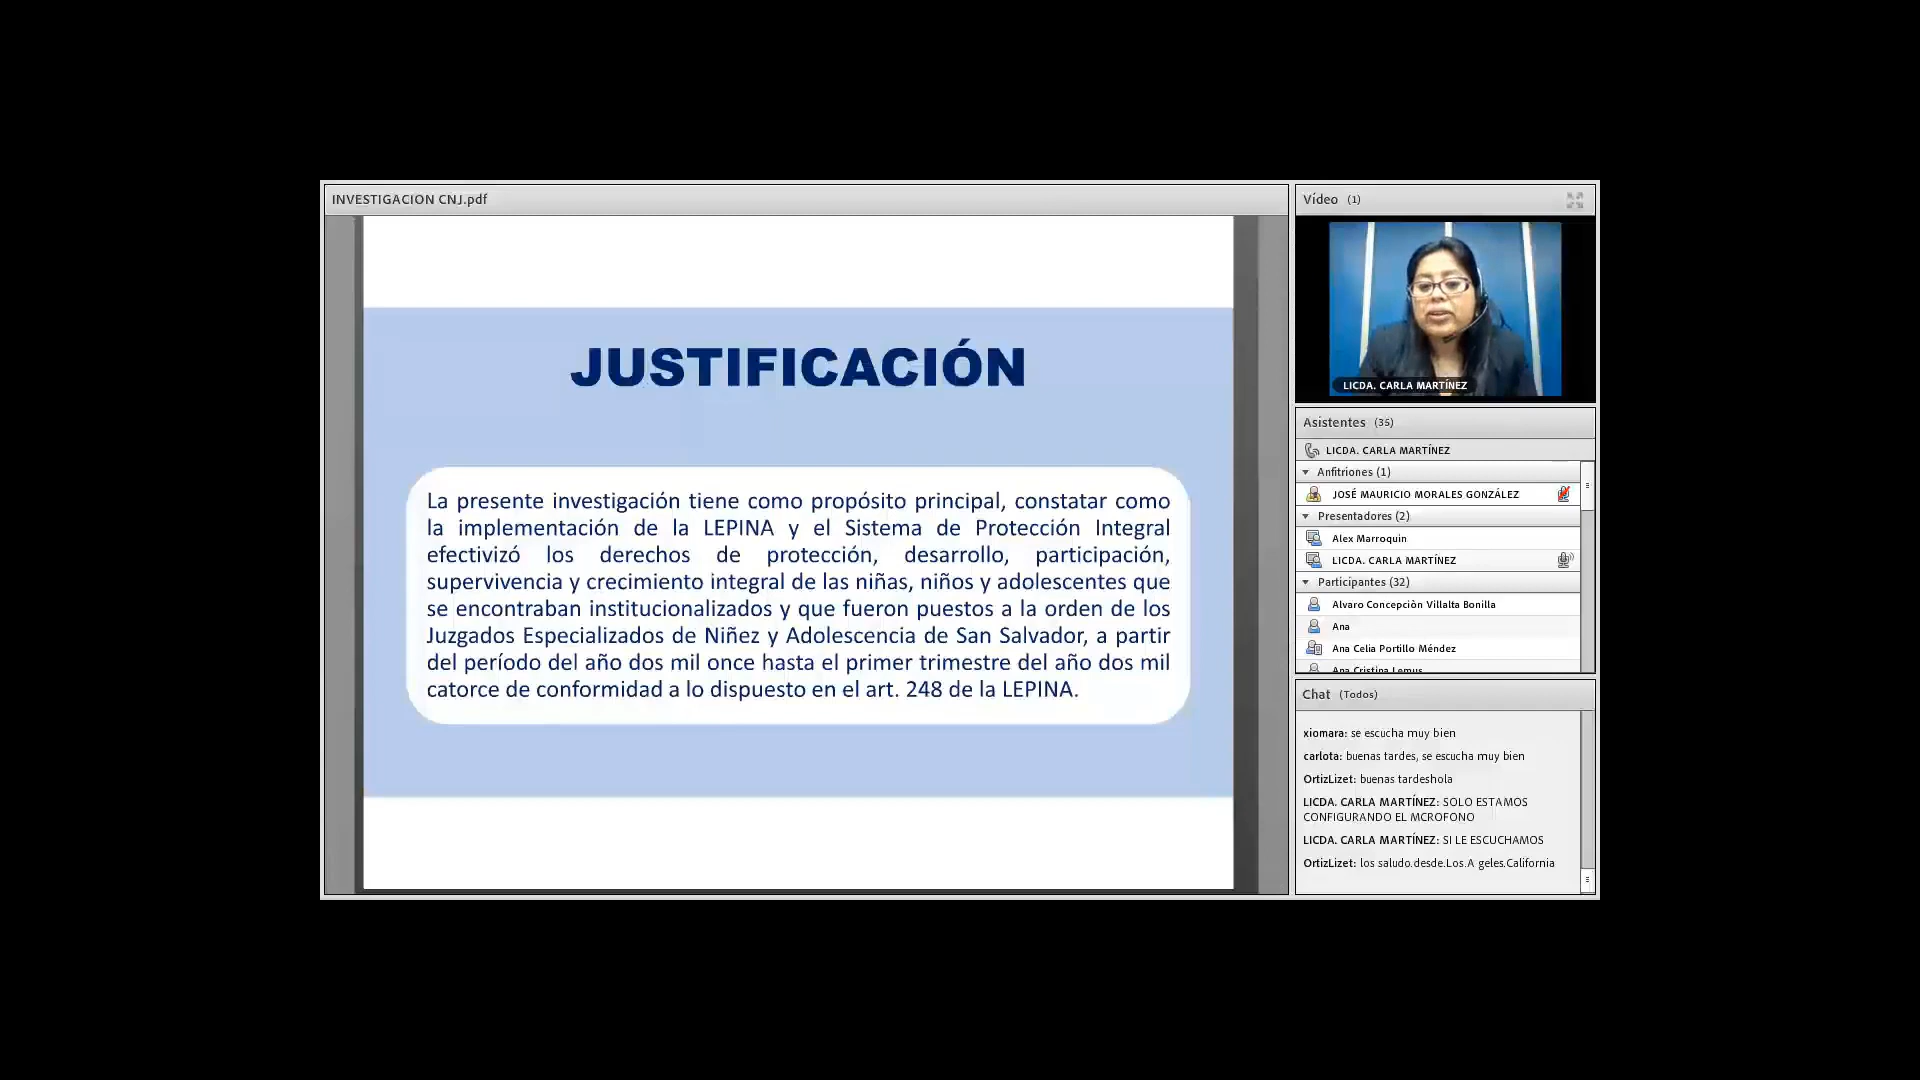 INVESTIGACION CNJ.pdf
JUSTIFICACIÓN
La presente investigación tiene como propósito principal, constatar como
la implementación de la LEPINA y el Sistema de Protección Integral
efectivizó los derechos de protección, desarrollo, participación,
supervivencia y crecimiento integral de las niñas, niños y adolescentes que
se encontraban institucionalizados y que fueron puestos a la orden de los
Juzgados Especializados de Niñez y Adolescencia de San Salvador, a partir
del período del año dos mil once hasta el primer trimestre del año dos mil
catorce de conformidad a lo dispuesto en el art. 248 de la LEPINA.
Vídeo (1)
LICDA. CARLA MARTÍNEZ
Asistentes (35)
LICDA. CARLA MARTÍNEZ
Anfitriones (1)
JOSÉ MAURICIO MORALES GONZÁLEZ
Presentadores (2)
Alex Marroquin
LICDA. CARLA MARTÍNEZ
Participantes (32)
Alvaro Concepciòn Villalta Bonilla
Ana
Ana Celia Portillo Méndez
Ana Cristina Lemus
Chat (Todos)
xiomara: se escucha muy bien
carlota: buenas tardes, se escucha muy bien
OrtizLizet: buenas tardeshola
LICDA. CARLA MARTÍNEZ: SOLO ESTAMOS
CONFIGURANDO EL MCROFONO
LICDA. CARLA MARTÍNEZ: SI LE ESCUCHAMOS
OrtizLizet: los saludo.desde.Los.A geles.California